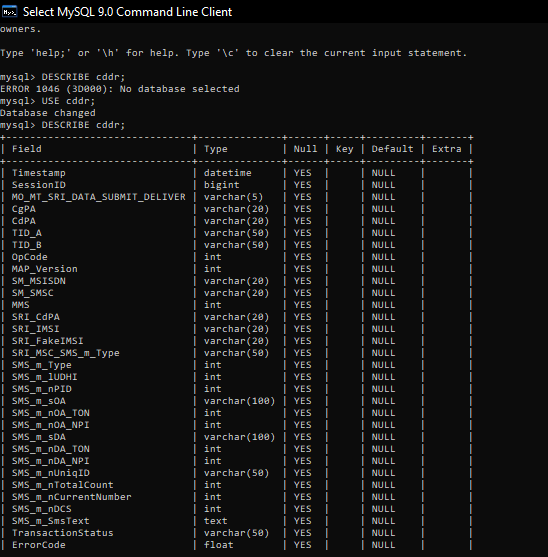 Select MySQL 9.0 Command Line Client
owners.
Type 'help;' or '\h' for help. Type '\c' to clear the current input statement.
mysql> DESCRIBE cddr;
ERROR 1046 (3D000): No database selected
mysql> USE cddr;
Database changed
mysql> DESCRIBE cddr;
+---------------------------+--------------+------+-----+---------+-------+
| Field | Type | Null | Key | Default | Extra |
+---------------------------+--------------+------+-----+---------+-------+
| Timestamp | datetime | YES | | NULL | |
| SessionID | bigint | YES | | NULL | |
| MO_MT_SRI_DATA_SUBMIT_DELIVER | varchar(5) | YES | | NULL | |
| CgPA | varchar(20) | YES | | NULL | |
| CdPA | varchar(20) | YES | | NULL | |
| TID_A | varchar(50) | YES | | NULL | |
| TID_B | varchar(50) | YES | | NULL | |
| OpCode | int | YES | | NULL | |
| MAP_Version | int | YES | | NULL | |
| SM_MSISDN | varchar(20) | YES | | NULL | |
| SM_SMSC | varchar(20) | YES | | NULL | |
| MMS | int | YES | | NULL | |
| SRI_CdPA | varchar(20) | YES | | NULL | |
| SRI_IMSI | varchar(20) | YES | | NULL | |
| SRI_FakeIMSI | varchar(20) | YES | | NULL | |
| SRI_MSC_SMS_m_Type | varchar(50) | YES | | NULL | |
| SMS_m_Type | int | YES | | NULL | |
| SMS_m_lUDHI | int | YES | | NULL | |
| SMS_m_nPID | int | YES | | NULL | |
| SMS_m_sOA | varchar(100) | YES | | NULL | |
| SMS_m_nOA_TON | int | YES | | NULL | |
| SMS_m_nOA_NPI | int | YES | | NULL | |
| SMS_m_sDA | varchar(100) | YES | | NULL | |
| SMS_m_nDA_TON | int | YES | | NULL | |
| SMS_m_nDA_NPI | int | YES | | NULL | |
| SMS_m_nUniqID | varchar(50) | YES | | NULL | |
| SMS_m_nTotalCount | int | YES | | NULL | |
| SMS_m_nCurrentNumber | int | YES | | NULL | |
| SMS_m_nDCS | int | YES | | NULL | |
| SMS_m_SmsText | text | YES | | NULL | |
| TransactionStatus | varchar(50) | YES | | NULL | |
| ErrorCode | float | YES | | NULL | |